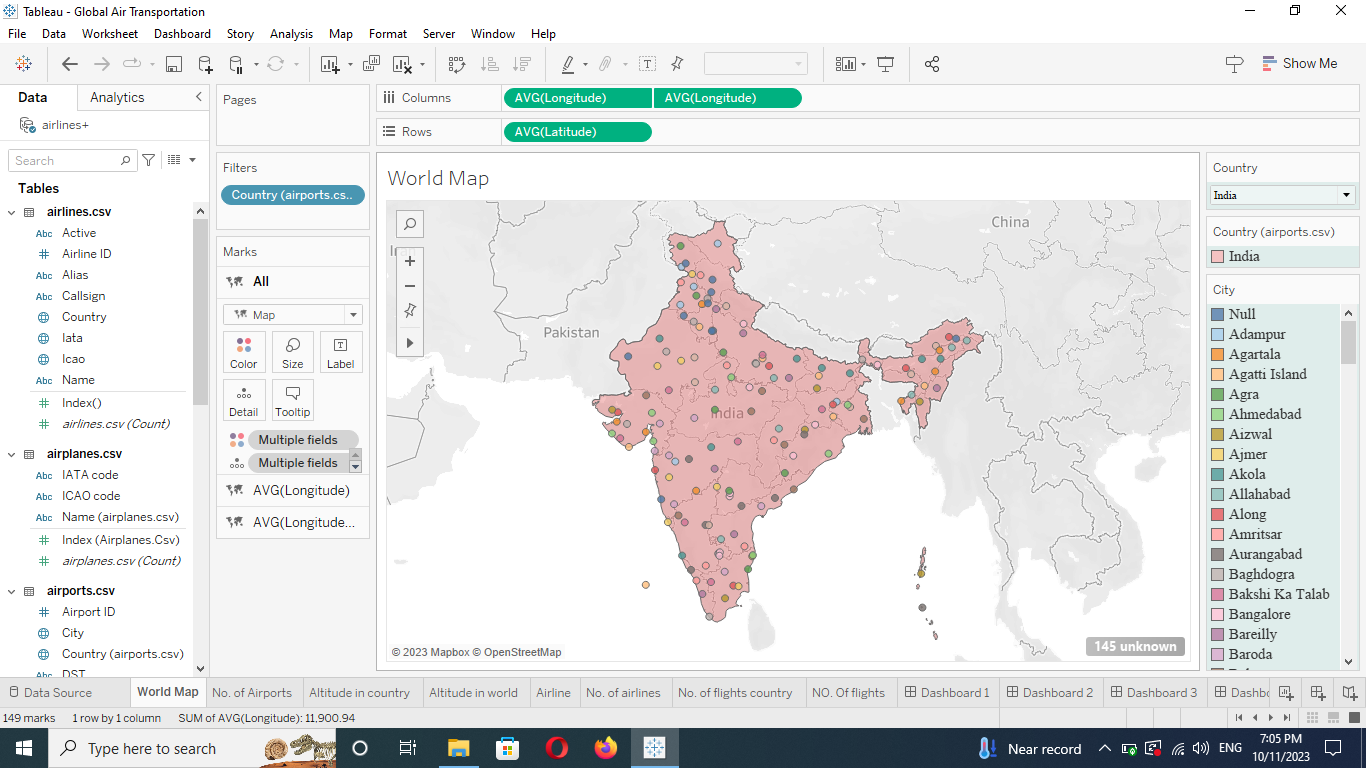 Tableau - Global Air Transportation
File Data Worksheet Dashboard Story Analysis Map Format Server Window Help
Show Me
Data Analytics
airlines+
Search
Tables
airlines.csv
Abc Active
Airline ID
Abc Alias
Abc Callsign
Country
Iata
Icao
Abc Name
Index()
airlines.csv (Count)
airplanes.csv
Abc IATA code
Abc ICAO code
Abc Name (airplanes.csv)
Index (Airplanes.Csv)
airplanes.csv (Count)
airports.csv
Airport ID
City
Country (airports.csv)
DST
Pages
Filters
Country (airports.cs..
Marks
All
Map
Color Size Label
Detail Tooltip
Multiple fields
Multiple fields
AVG(Longitude)
AVG(Longitude...
Columns AVG(Longitude) AVG(Longitude)
Rows AVG(Latitude)
World Map
China
Pakistan
India
© 2023 Mapbox © OpenStreetMap
145 unknown
Country
India
Country (airports.csv)
India
City
Null
Adampur
Agartala
Agatti Island
Agra
Ahmedabad
Aizwal
Ajmer
Akola
Allahabad
Along
Amritsar
Aurangabad
Baghdogra
Bakshi Ka Talab
Bangalore
Bareilly
Baroda
Data Source World Map No. of Airports Altitude in country Altitude in world Airline No. of airlines No. of flights country NO. Of flights Dashboard 1 Dashboard 2 Dashboard 3 Dashbo
149 marks 1 row by 1 column SUM of AVG(Longitude): 11,900.94
Type here to search
Near record
ENG
7:05 PM
10/11/2023